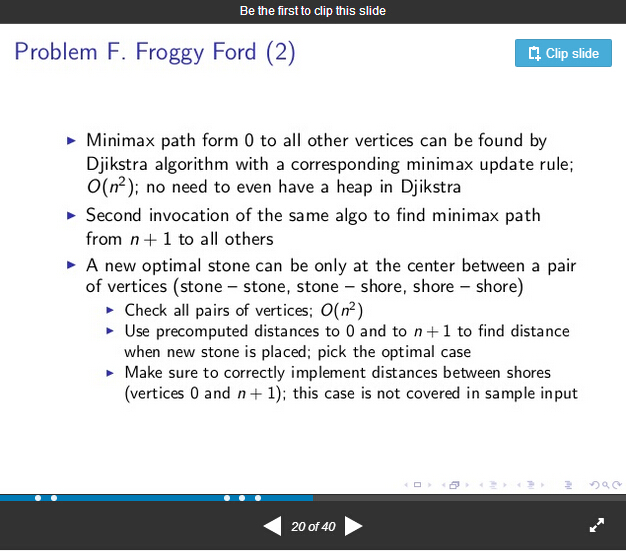 Be the first to clip this slide
Problem F. Froggy Ford (2)
Clip slide
▶ Minimax path form 0 to all other vertices can be found by
Djikstra algorithm with a corresponding minimax update rule;
O(n²); no need to even have a heap in Djikstra
▶ Second invocation of the same algo to find minimax path
from n + 1 to all others
▶ A new optimal stone can be only at the center between a pair
of vertices (stone – stone, stone – shore, shore – shore)
▶ Check all pairs of vertices; O(n²)
▶ Use precomputed distances to 0 and to n + 1 to find distance
when new stone is placed; pick the optimal case
▶ Make sure to correctly implement distances between shores
(vertices 0 and n + 1); this case is not covered in sample input
20 of 40